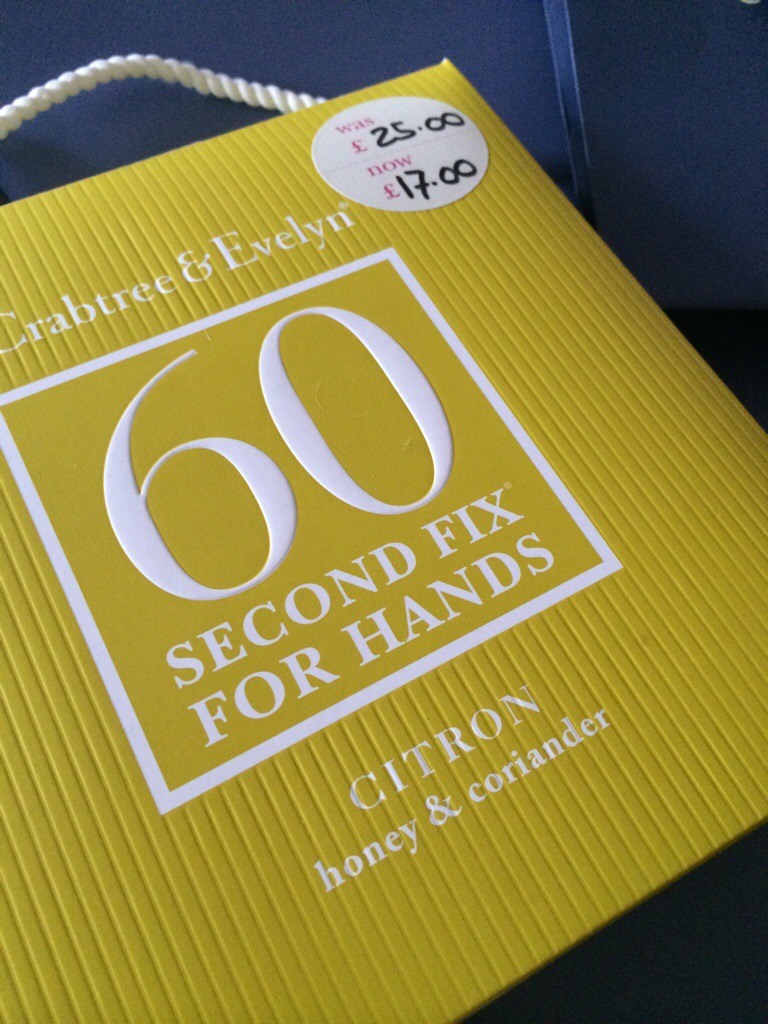 was
£ 25.00
now
£17.00
Crabtree & Evelyn®
60
SECOND FIX®
FOR HANDS
CITRON
honey & coriander